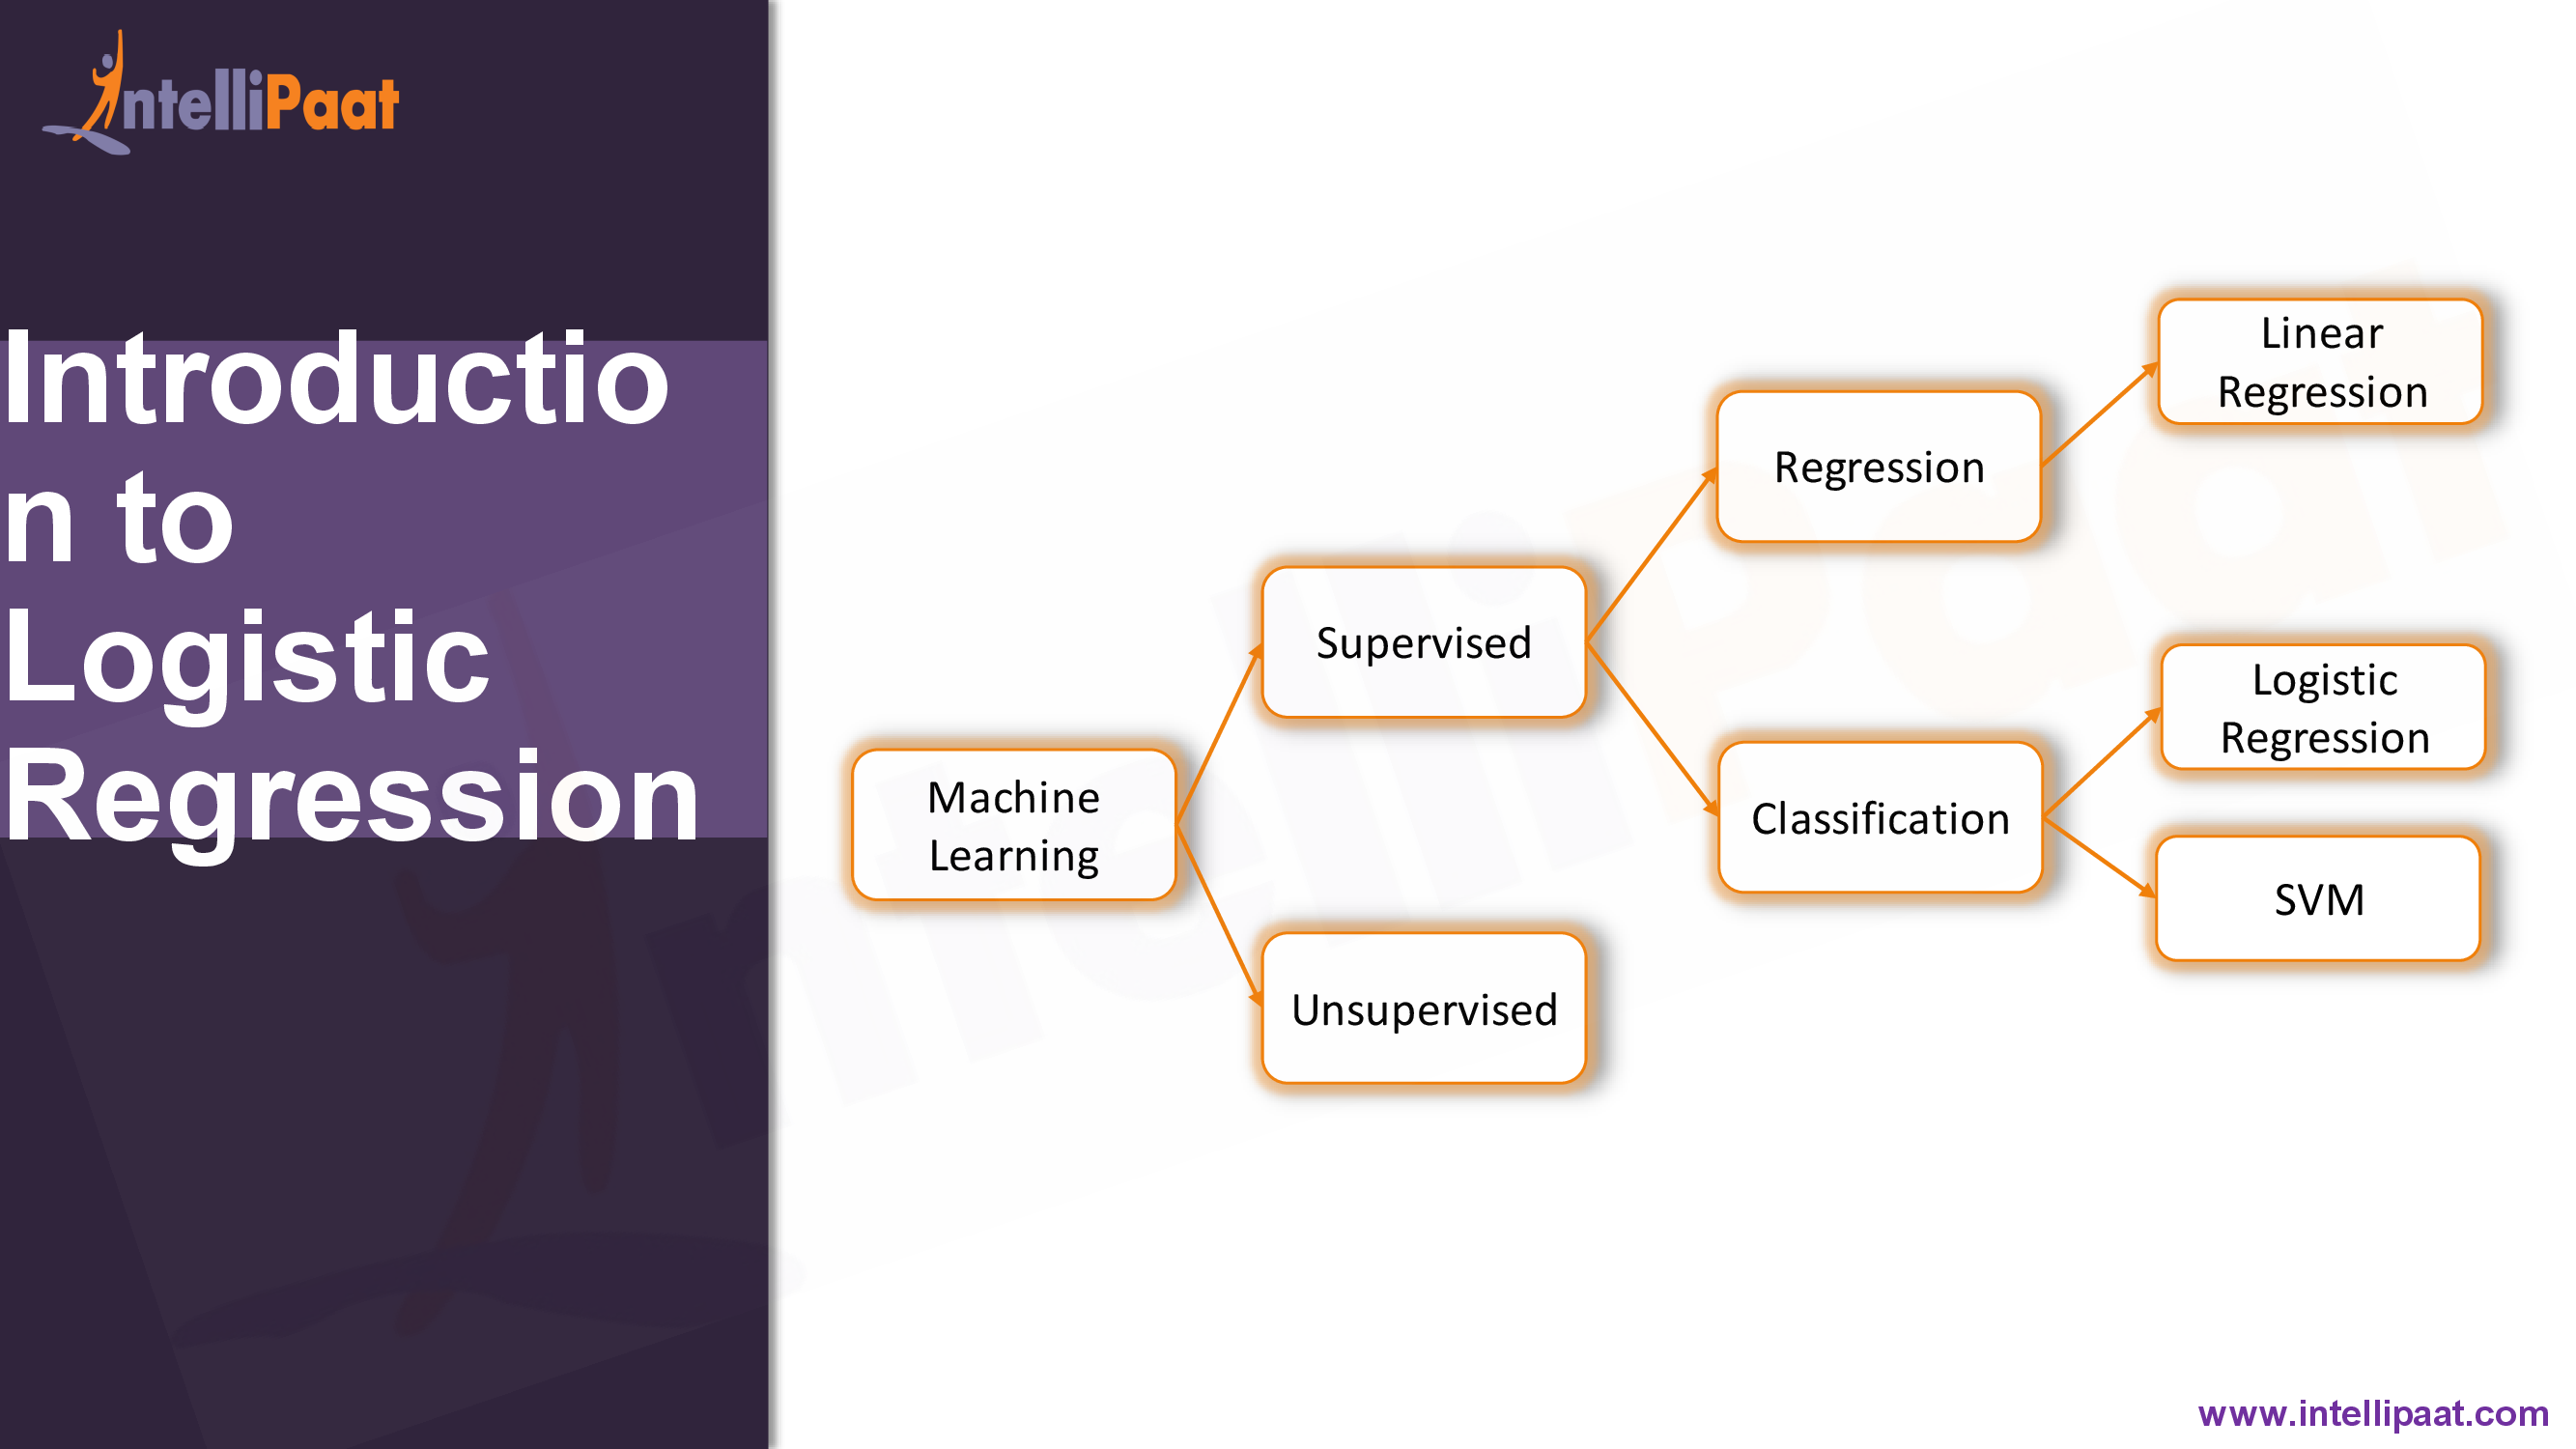 IntelliPaat
Introductio
n to
Logistic
Regression
Machine
Learning
Supervised
Unsupervised
Regression
Classification
Linear
Regression
Logistic
Regression
SVM
www.intellipaat.com